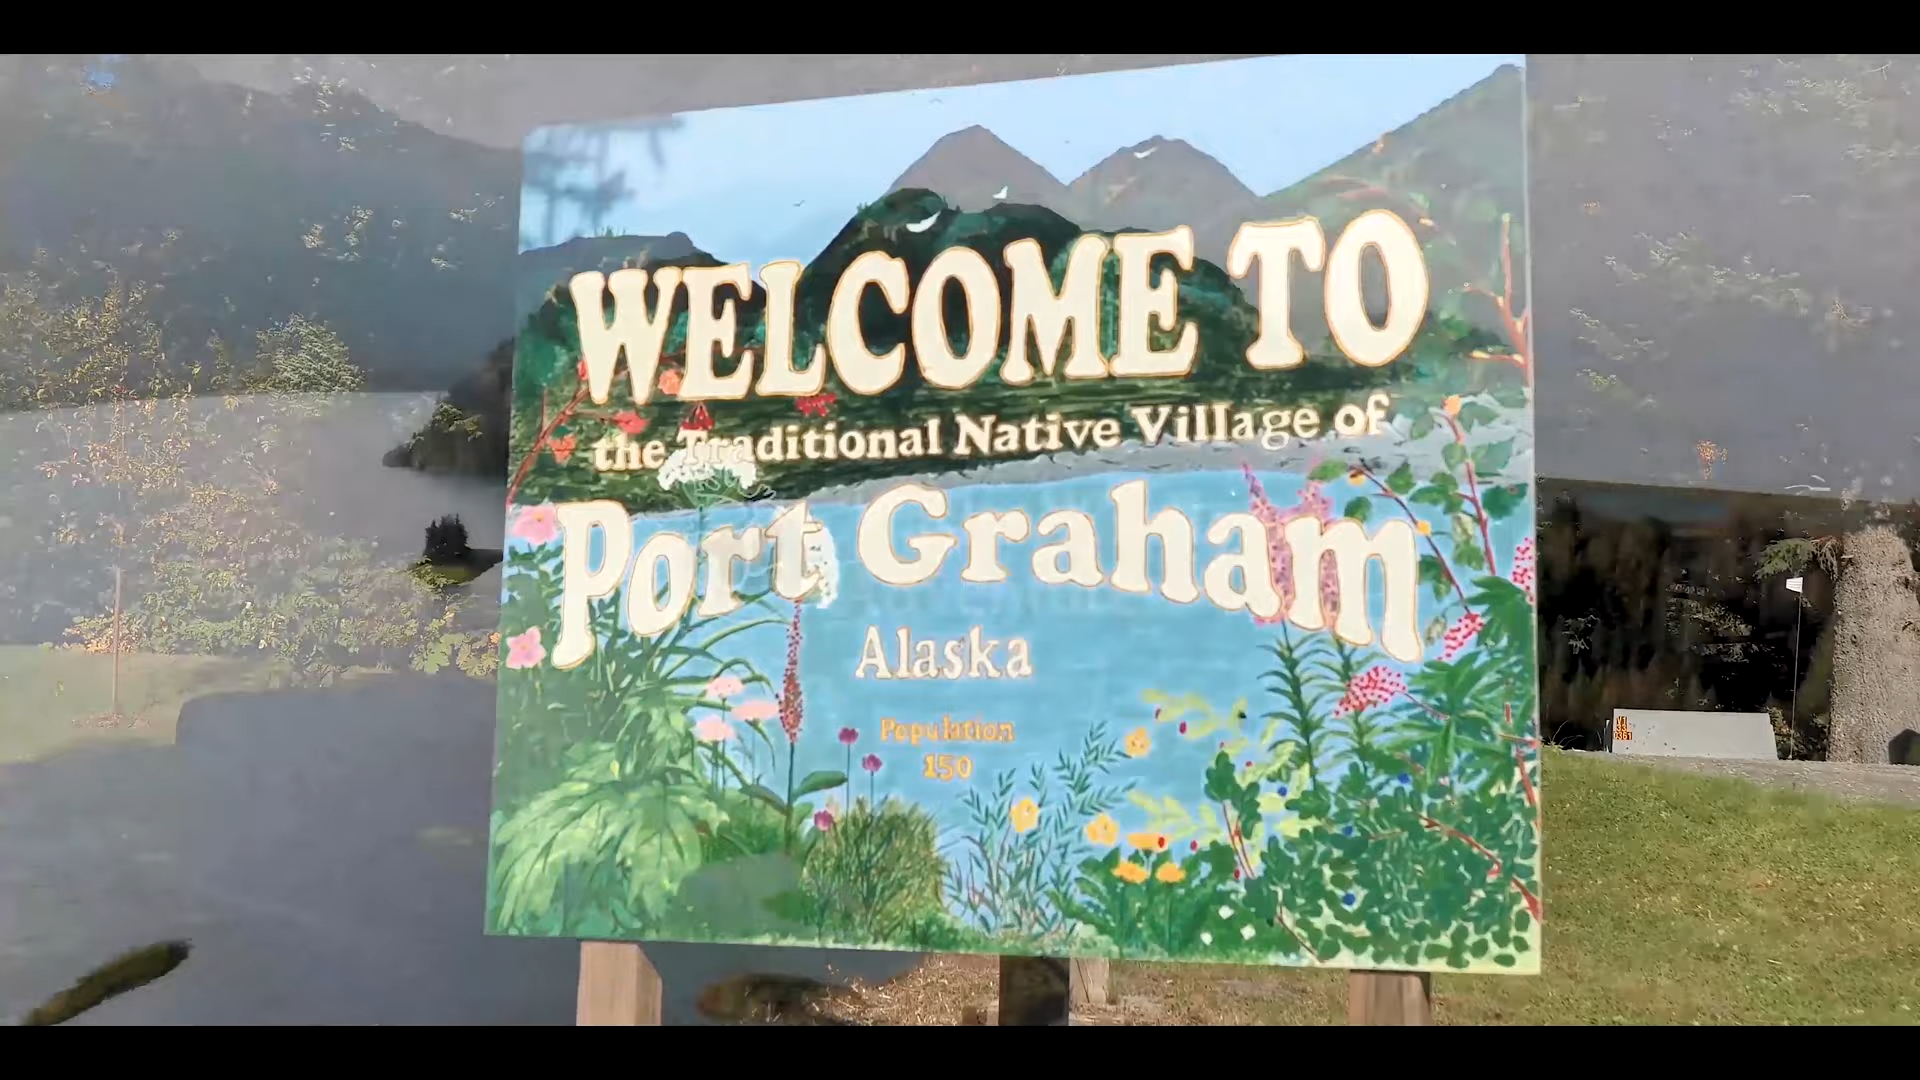 WELCOME TO
the Traditional Native Village of
Port Graham
Alaska
Population
150